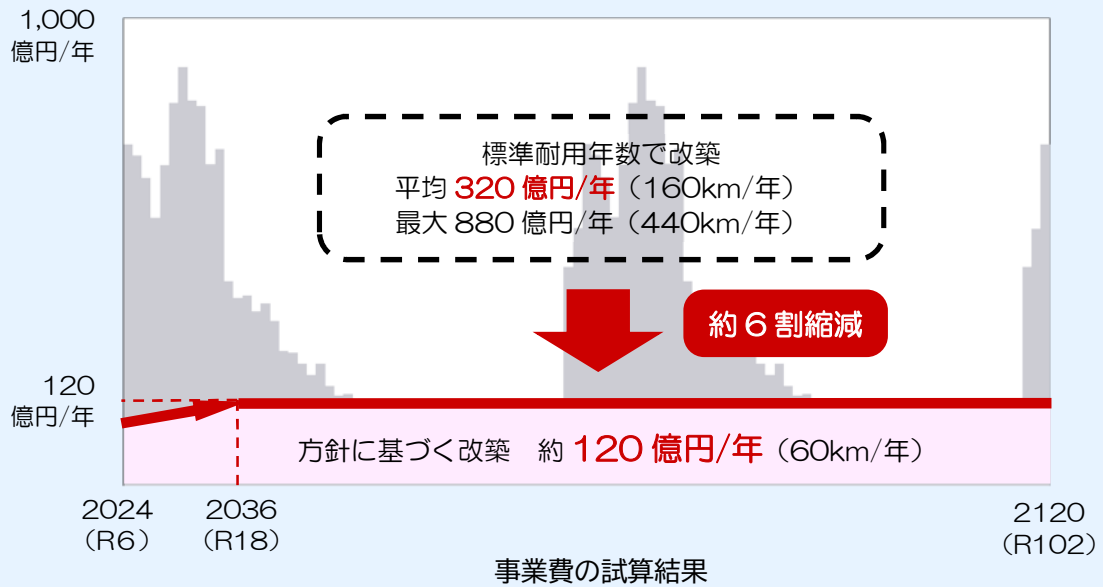 1,000
億円/年
標準耐用年数で改築
平均 320 億円/年（160km/年）
最大 880 億円/年（440km/年）
約 6 割縮減
120
億円/年
方針に基づく改築　約 120 億円/年（60km/年）
2024
（R6）
2036
（R18）
2120
（R102）
事業費の試算結果